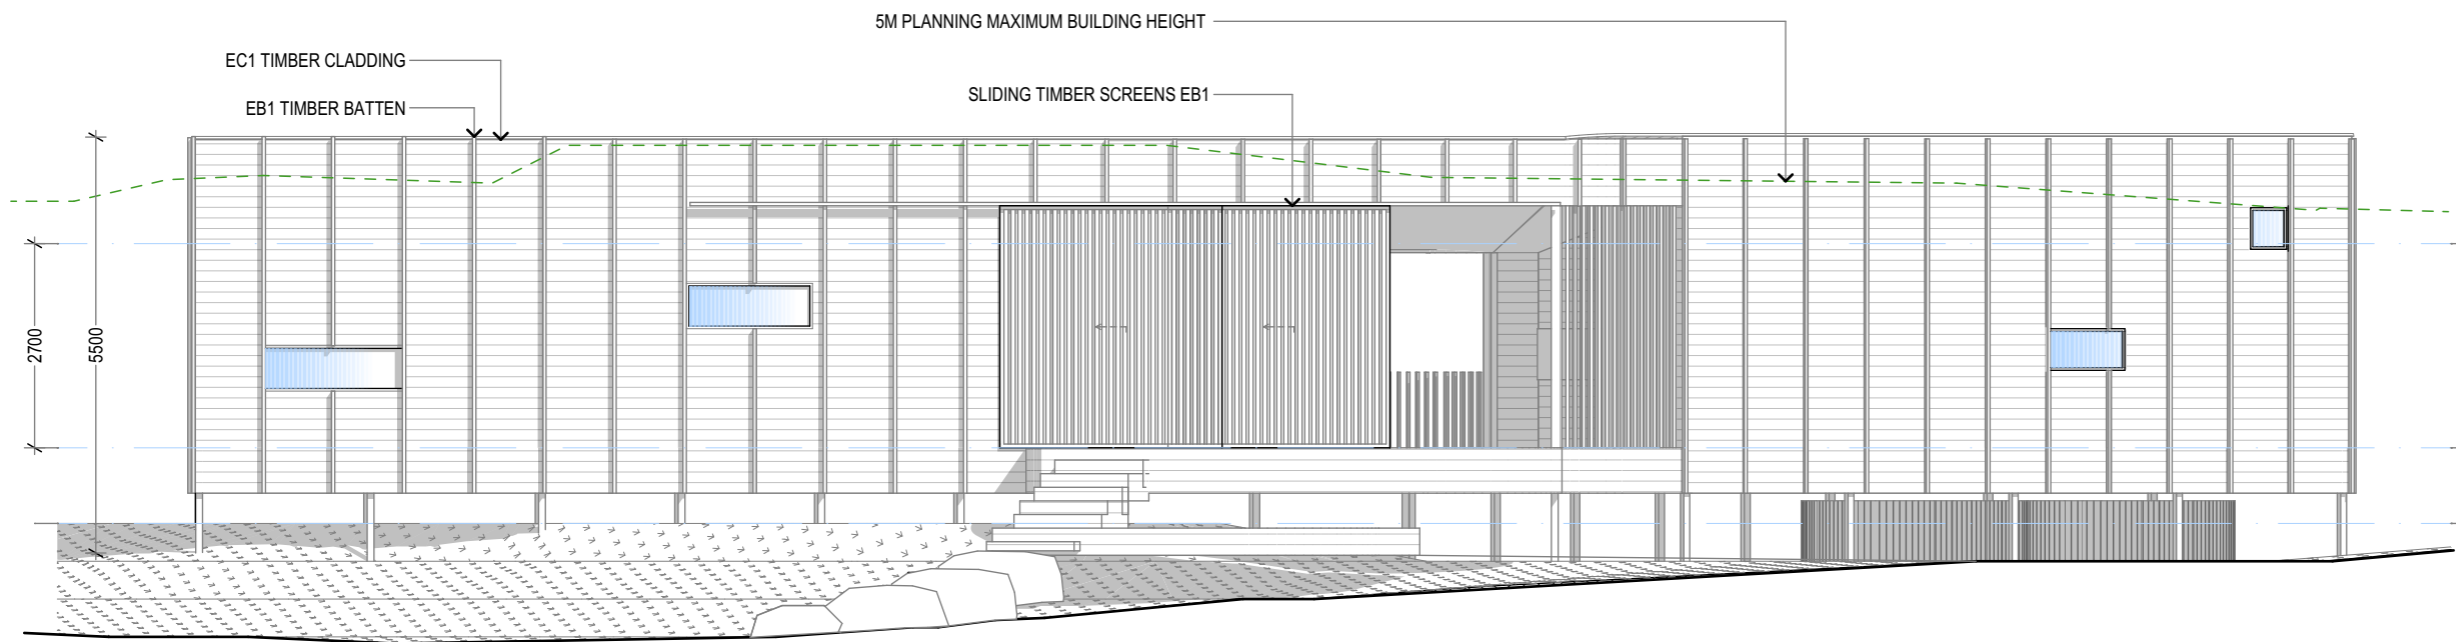 5M PLANNING MAXIMUM BUILDING HEIGHT
EC1 TIMBER CLADDING
SLIDING TIMBER SCREENS EB1
EB1 TIMBER BATTEN
2700
5500